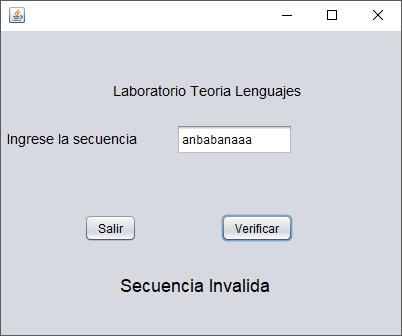 Laboratorio Teoria Lenguajes
Ingrese la secuencia anbabanaaa
Salir Verificar
Secuencia Invalida